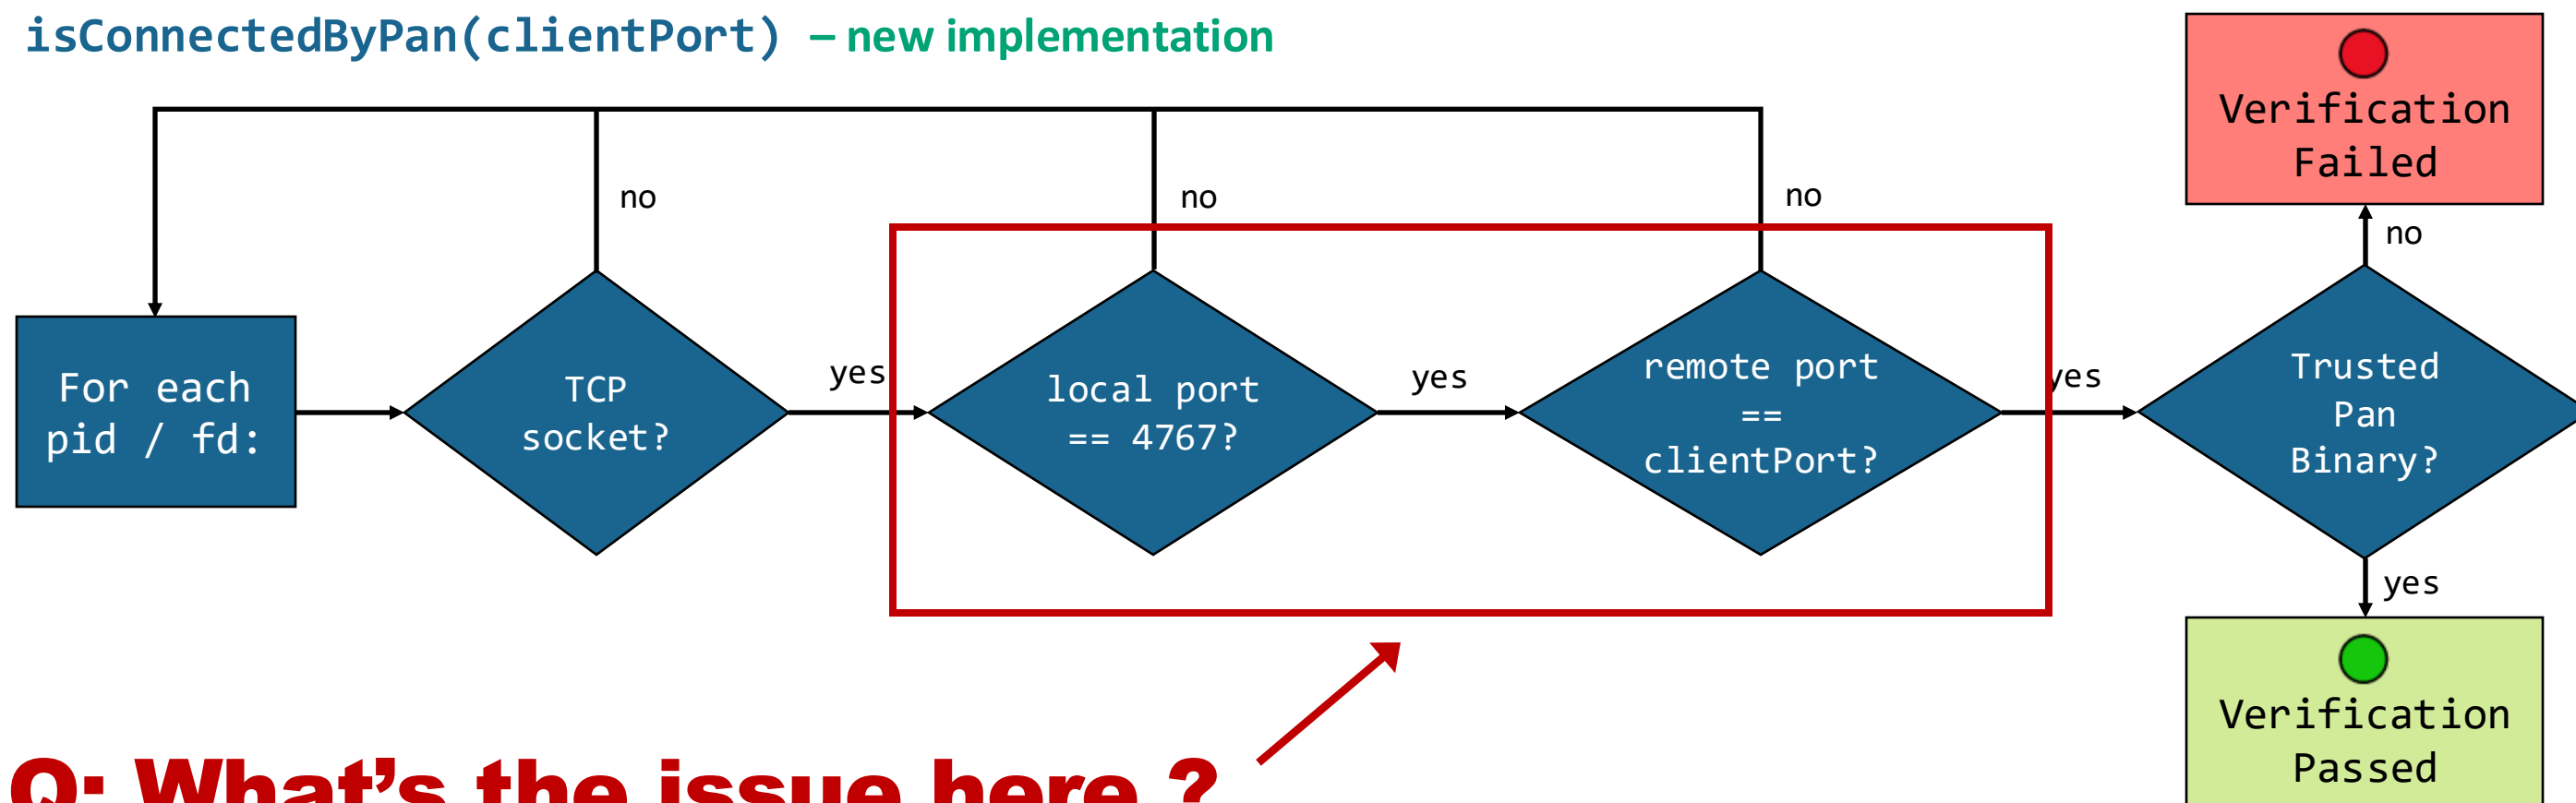 isConnectedByPan(clientPort) – new implementation
Verification
Failed
no
no
no
no
For each
pid / fd:
TCP
socket?
yes
local port
== 4767?
yes
remote port
==
clientPort?
yes
Trusted
Pan
Binary?
yes
Verification
Passed
Q: What's the issue here ?